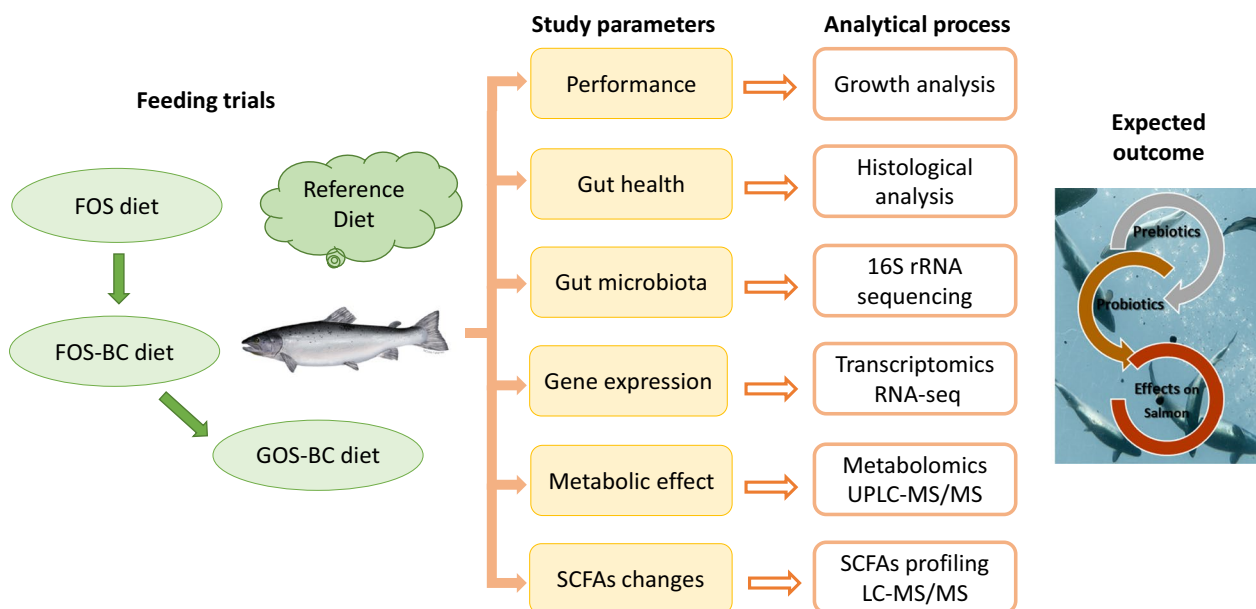 Feeding trials
FOS diet
FOS-BC diet
GOS-BC diet
Reference
Diet
Study parameters
Performance
Gut health
Gut microbiota
Gene expression
Metabolic effect
SCFAs changes
Analytical process
Growth analysis
Histological
analysis
16S rRNA
sequencing
Transcriptomics
RNA-seq
Metabolomics
UPLC-MS/MS
SCFAs profiling
LC-MS/MS
Expected
outcome
Prebiotics
Probiotics
Effects on
Salmon